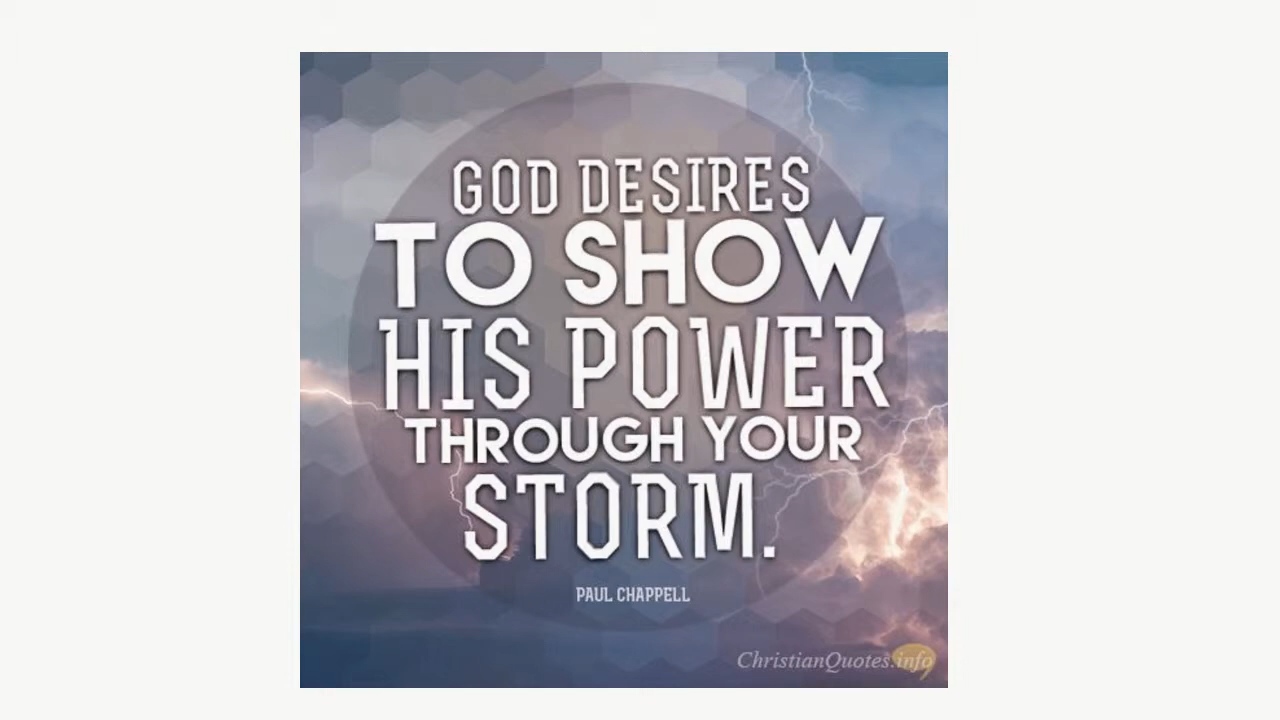 GOD DESIRES
TO SHOW
HIS POWER
THROUGH YOUR
STORM.
PAUL CHAPPELL
ChristianQuotes.info